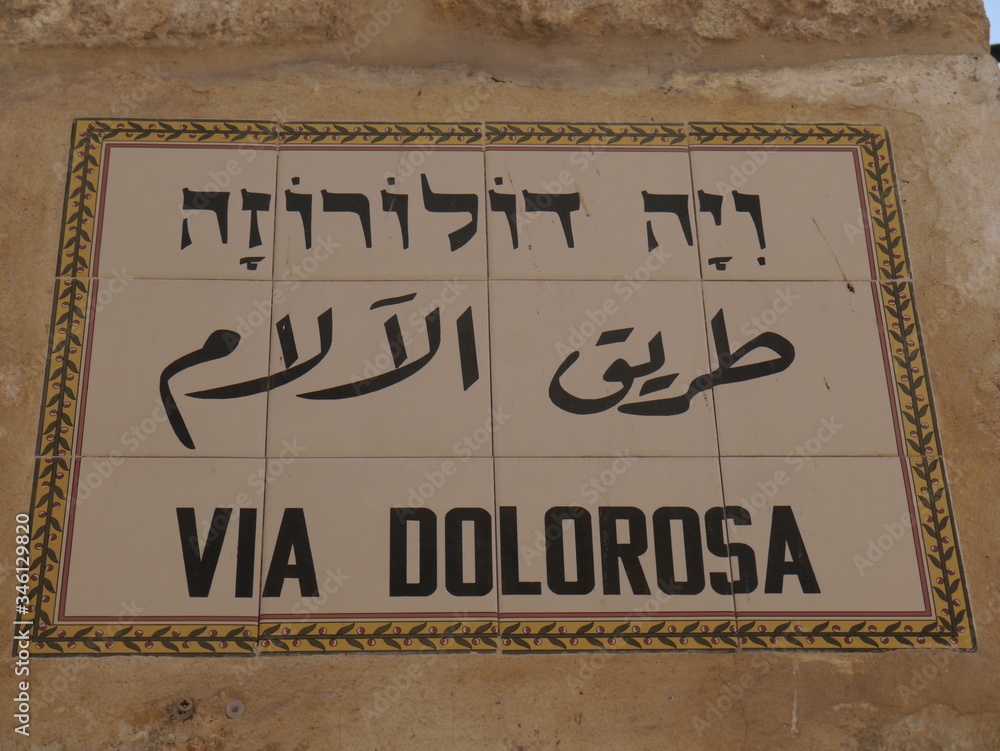 וִיָה דוֹלוֹרוֹזָה
طريق الآلام
VIA DOLOROSA
346129820
Adobe Stock